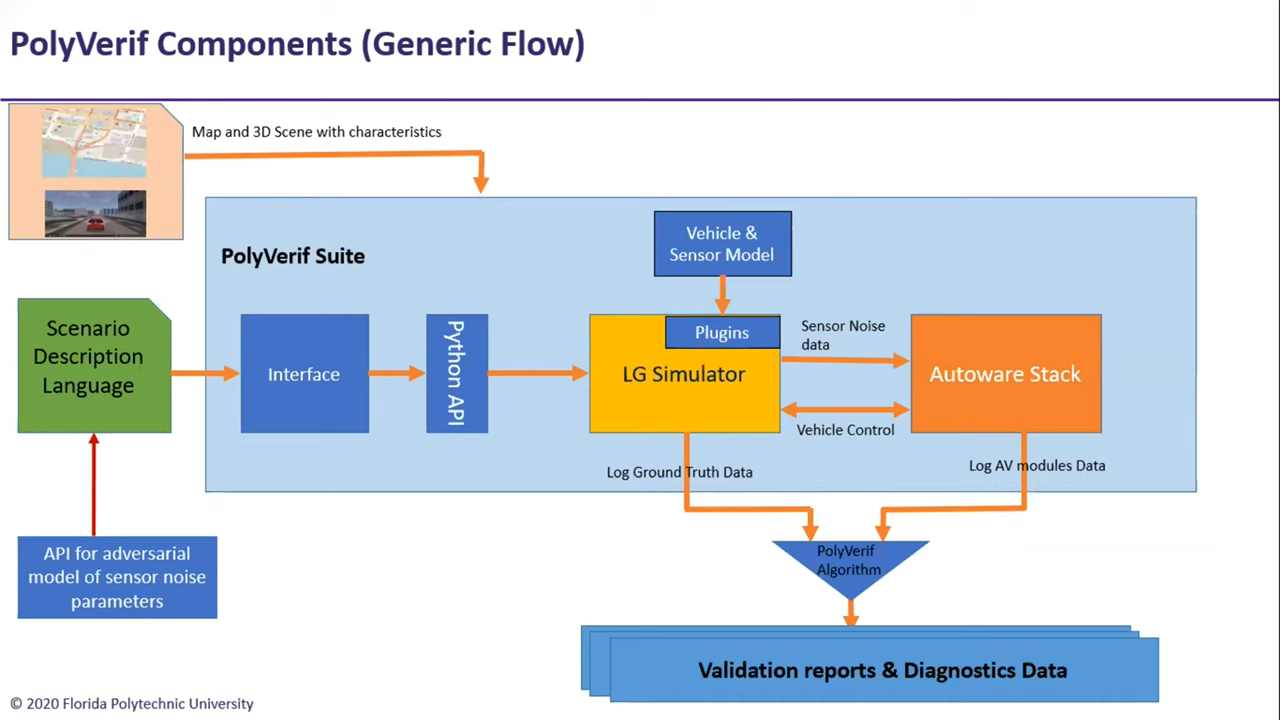 PolyVerif Components (Generic Flow)
Map and 3D Scene with characteristics
PolyVerif Suite
Vehicle &
Sensor Model
Scenario
Description
Language
Interface
Python API
Plugins
LG Simulator
Sensor Noise
data
Autoware Stack
Vehicle Control
Log Ground Truth Data
Log AV modules Data
API for adversarial
model of sensor noise
parameters
PolyVerif
Algorithm
Validation reports & Diagnostics Data
© 2020 Florida Polytechnic University